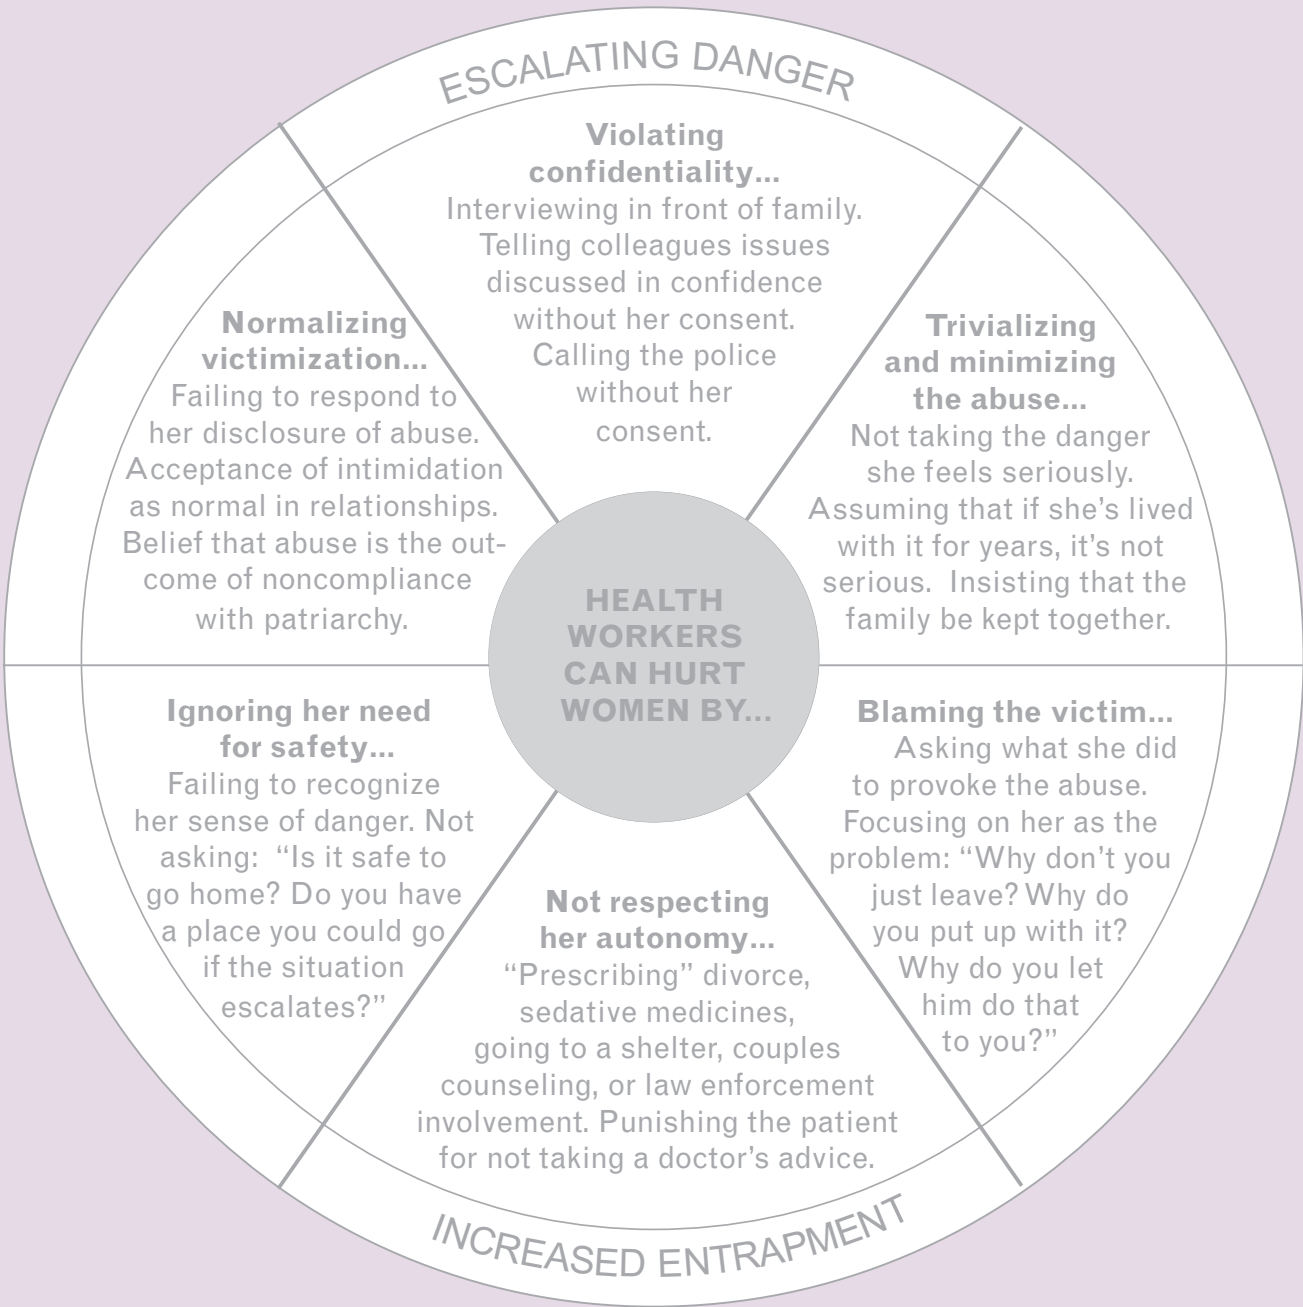 ESCALATING DANGER
Violating
confidentiality...
Interviewing in front of family.
Telling colleagues issues
discussed in confidence
without her consent.
Calling the police
without her
consent.
Trivializing
and minimizing
the abuse...
Not taking the danger
she feels seriously.
Assuming that if she’s lived
with it for years, it’s not
serious.  Insisting that the
family be kept together.
Blaming the victim...
Asking what she did
to provoke the abuse.
Focusing on her as the
problem: “Why don’t you
just leave? Why do
you put up with it?
Why do you let
him do that
to you?”
Not respecting
her autonomy...
“Prescribing” divorce,
sedative medicines,
going to a shelter, couples
counseling, or law enforcement
involvement. Punishing the patient
for not taking a doctor’s advice.
Ignoring her need
for safety...
Failing to recognize
her sense of danger. Not
asking:  “Is it safe to
go home? Do you have
a place you could go
if the situation
escalates?”
Normalizing
victimization...
Failing to respond to
her disclosure of abuse.
Acceptance of intimidation
as normal in relationships.
Belief that abuse is the out-
come of noncompliance
with patriarchy.
HEALTH
WORKERS
CAN HURT
WOMEN BY...
INCREASED ENTRAPMENT